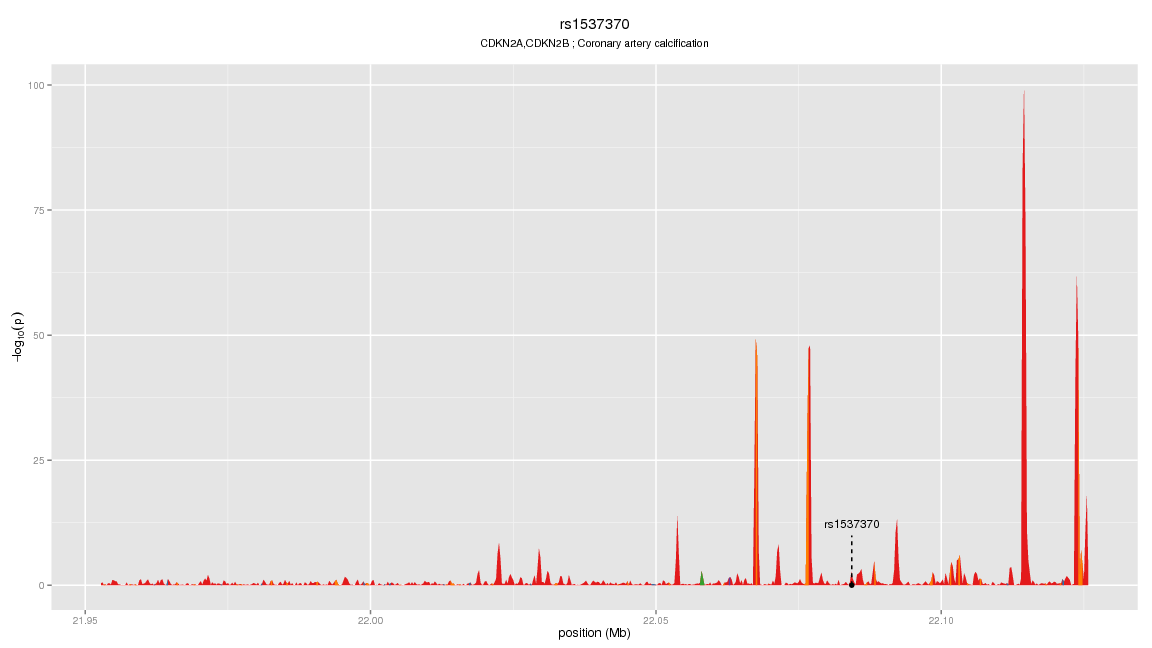 rs1537370
CDKN2A,CDKN2B ; Coronary artery calcification
100
75
50
25
0
−log10(p)
rs1537370
21.95 22.00 22.05 22.10
position (Mb)